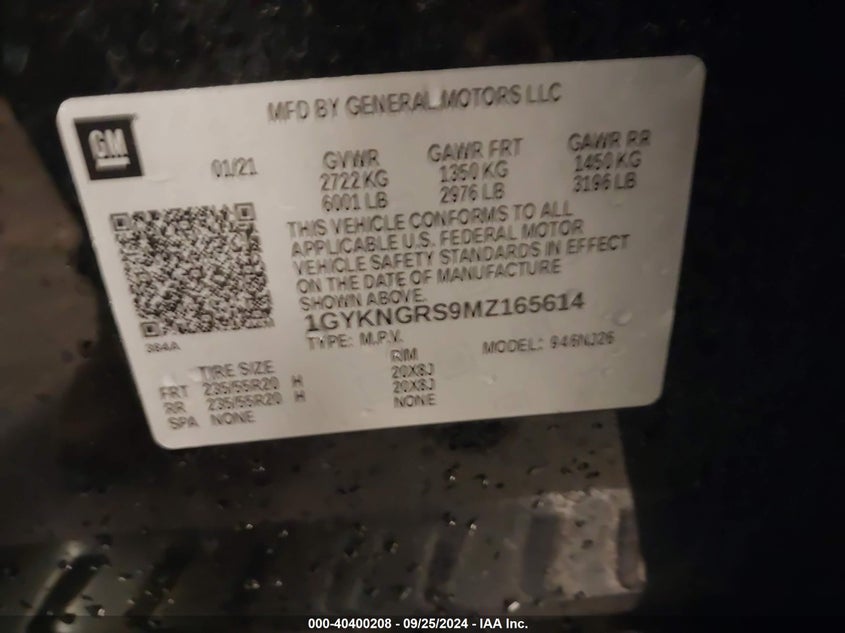 MFD BY GENERAL MOTORS LLC
GM
01/21
GVWR GAWR FRT GAWR RR
2722 KG 1350 KG 1450 KG
6001 LB 2976 LB 3196 LB
THIS VEHICLE CONFORMS TO ALL
APPLICABLE U.S. FEDERAL MOTOR
VEHICLE SAFETY STANDARDS IN EFFECT
ON THE DATE OF MANUFACTURE
SHOWN ABOVE.
1GYKNGRS9MZ165614
384A
TYPE: M.P.V. MODEL: 946NJ26
TIRE SIZE RIM
FRT 235/55R20 H 20X8J
RR 235/55R20 H 20X8J
SPA NONE NONE
000-40400208 - 09/25/2024 - IAA Inc.